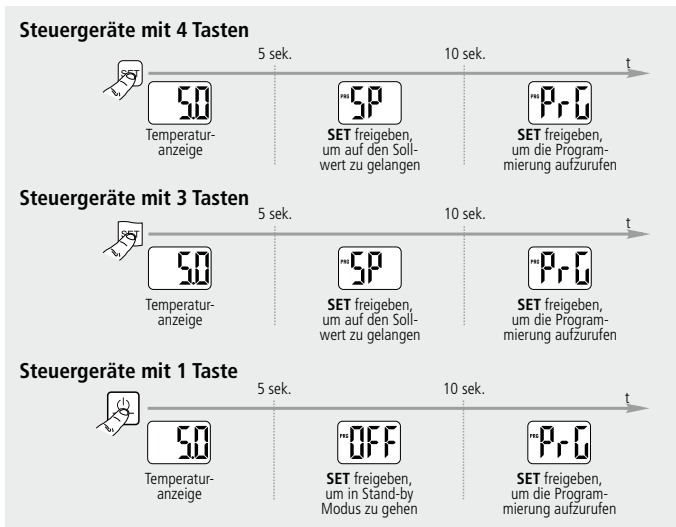 Steuergeräte mit 4 Tasten
5 sek. 10 sek. t
SET
5.0 PRG SP PRG PrG
Temperatur- SET freigeben, SET freigeben,
anzeige um auf den Soll- um die Program-
wert zu gelangen mierung aufzurufen
Steuergeräte mit 3 Tasten
5 sek. 10 sek. t
SET
5.0 PRG SP PRG PrG
Temperatur- SET freigeben, SET freigeben,
anzeige um auf den Soll- um die Program-
wert zu gelangen mierung aufzurufen
Steuergeräte mit 1 Taste
5 sek. 10 sek. t
5.0 PRG OFF PRG PrG
Temperatur- SET freigeben, SET freigeben,
anzeige um in Stand-by um die Program-
Modus zu gehen mierung aufzurufen